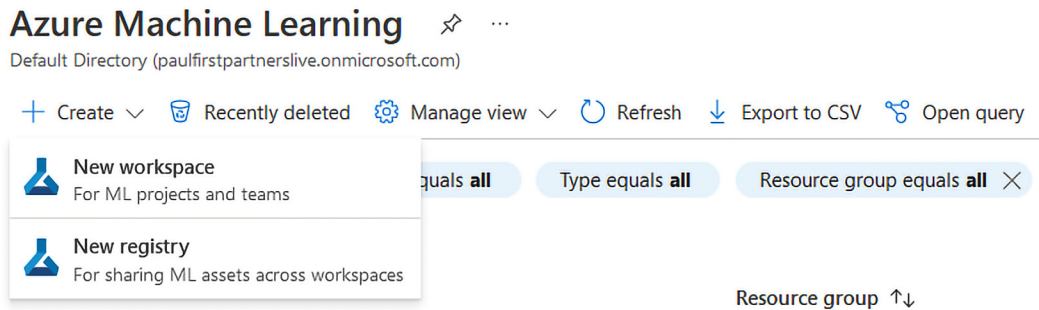 Azure Machine Learning
Default Directory (paulfirstpartnerslive.onmicrosoft.com)
Create Recently deleted Manage view Refresh Export to CSV Open query
New workspace
For ML projects and teams
all Type equals all Resource group equals all
New registry
For sharing ML assets across workspaces
Resource group